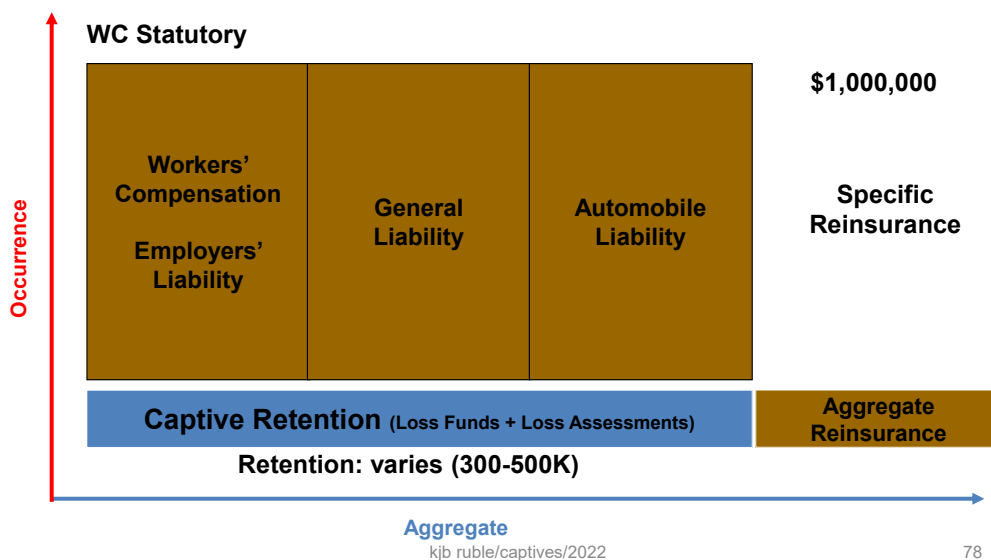 WC Statutory
$1,000,000
Workers’
Compensation
Employers’
Liability
General
Liability
Automobile
Liability
Specific
Reinsurance
Occurrence
Captive Retention (Loss Funds + Loss Assessments)
Aggregate
Reinsurance
Retention: varies (300-500K)
Aggregate
kjb ruble/captives/2022
78